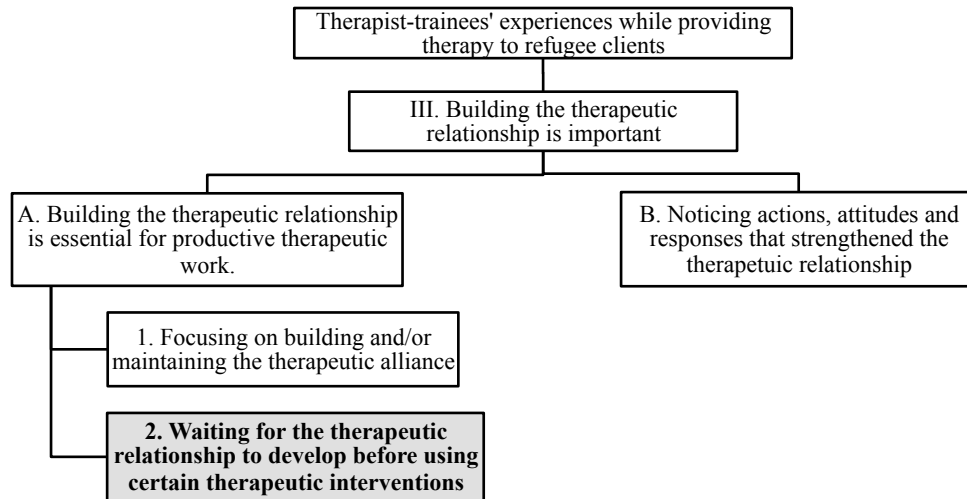 Therapist-trainees' experiences while providing
therapy to refugee clients
III. Building the therapeutic
relationship is important
A. Building the therapeutic relationship
is essential for productive therapeutic
work.
B. Noticing actions, attitudes and
responses that strengthened the
therapetuic relationship
1. Focusing on building and/or
maintaining the therapeutic alliance
2. Waiting for the therapeutic
relationship to develop before using
certain therapeutic interventions